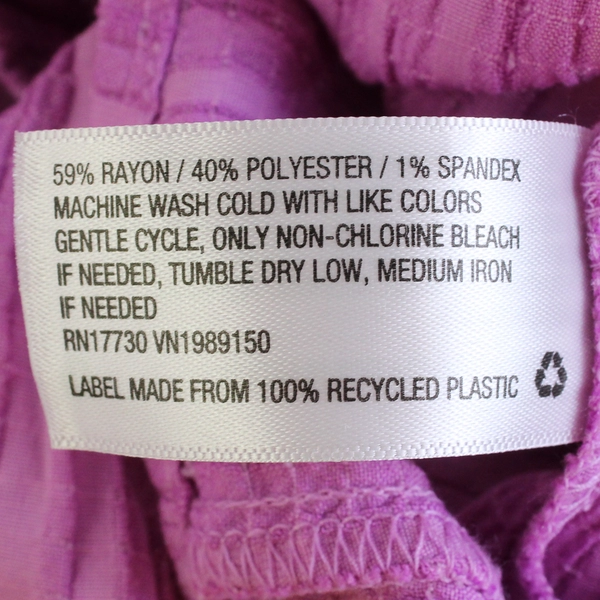 59% RAYON / 40% POLYESTER / 1% SPANDEX
MACHINE WASH COLD WITH LIKE COLORS
GENTLE CYCLE, ONLY NON-CHLORINE BLEACH
IF NEEDED, TUMBLE DRY LOW, MEDIUM IRON
IF NEEDED
RN17730 VN1989150
LABEL MADE FROM 100% RECYCLED PLASTIC